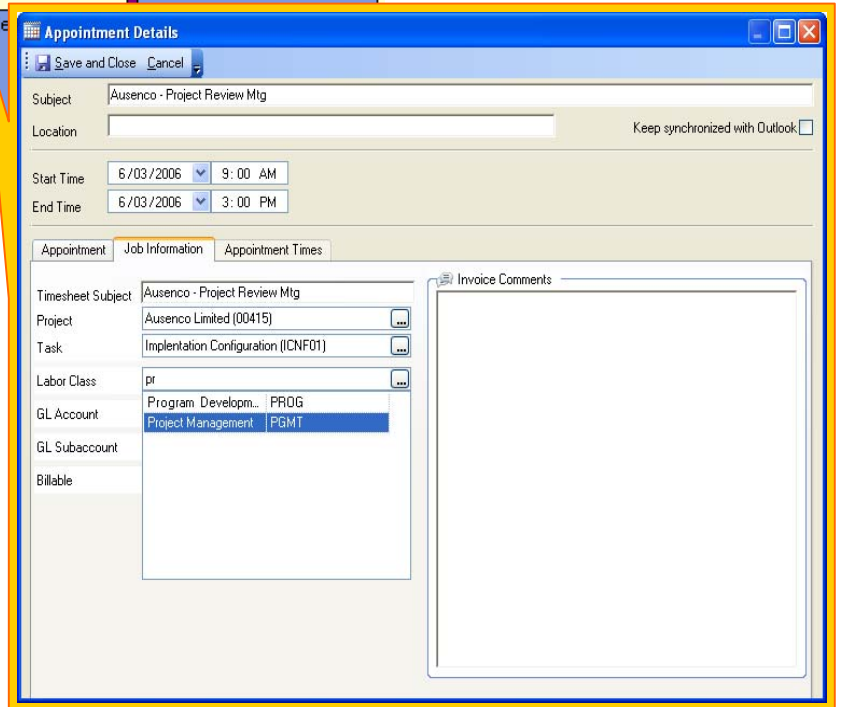 e
Appointment Details
Save and Close Cancel
Subject Ausenco - Project Review Mtg
Location Keep synchronized with Outlook
Start Time 6/03/2006 9:00 AM
End Time 6/03/2006 3:00 PM
Appointment Job Information Appointment Times
Timesheet Subject Ausenco - Project Review Mtg
Project Ausenco Limited (00415) ...
Task Implentation Configuration (ICNF01) ...
Labor Class pr ...
Program Developm... PROG
GL Account
Project Management PGMT
GL Subaccount
Billable
Invoice Comments